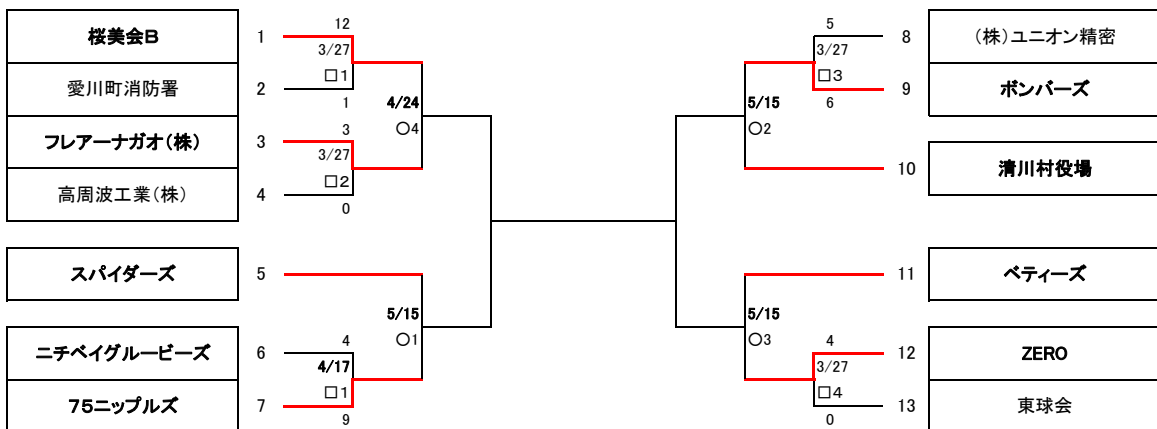 桜美会B 1 12
3/27
□1
愛川町消防署 2 1
4/24
○4
フレアーナガオ(株) 3 3
3/27
□2
高周波工業(株) 4 0
スパイダーズ 5
5/15
○1
ニチベイグルービーズ 6 4
4/17
□1
75ニップルズ 7 9
5 8 (株)ユニオン精密
3/27
□3
6 9 ボンバーズ
5/15
○2
10 清川村役場
11 ベティーズ
5/15
○3
4 12 ZERO
3/27
□4
0 13 東球会